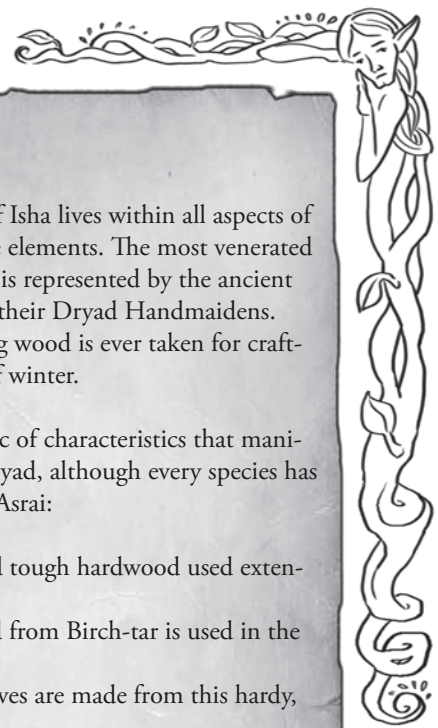 f Isha lives within all aspects of
e elements. The most venerated
is represented by the ancient
their Dryad Handmaidens.
g wood is ever taken for craft-
f winter.
c of characteristics that mani-
yad, although every species has
Asrai:
d tough hardwood used exten-
d from Birch-tar is used in the
ves are made from this hardy,